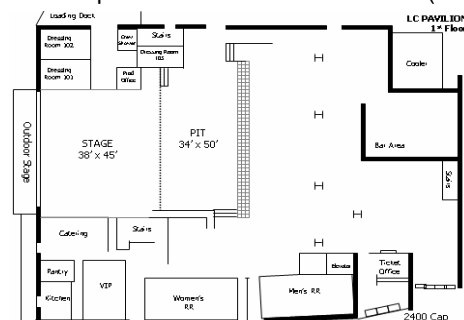 Loading Dock
LC PAVILION
1st Floor
Dressing
Room 102
Crew
Shower
Stairs
Dressing Room
103
Dressing
Room 101
Prod
Office
Cooler
Outdoor Stage
STAGE
38' x 45'
PIT
34' x 50'
Bar Area
Stairs
Catering
Stairs
Pantry
Kitchen
VIP
Women's
RR
Men's RR
Elevator
Ticket
Office
2400 Cap